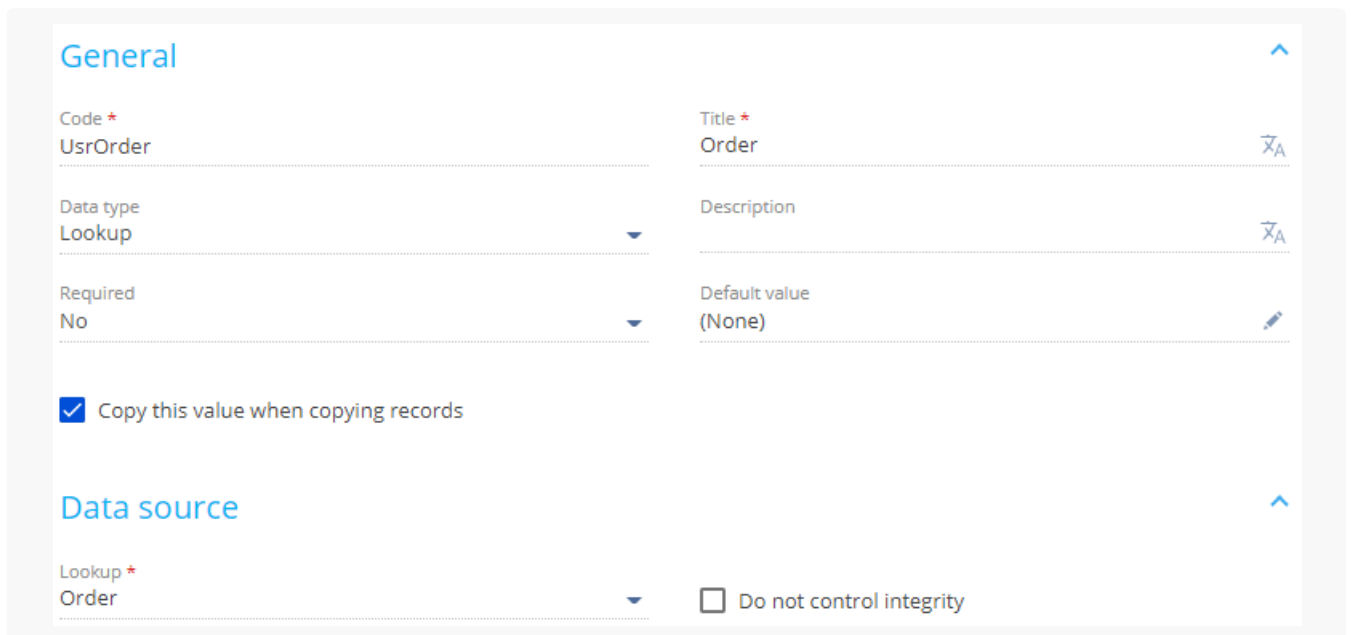 General
Code *
UsrOrder
Title *
Order
Data type
Lookup
Description
Required
No
Default value
(None)
Copy this value when copying records
Data source
Lookup *
Order
Do not control integrity